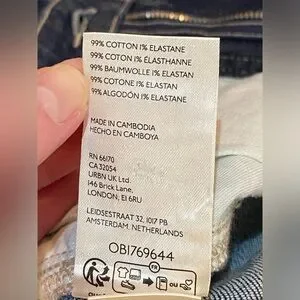 99% COTTON 1% ELASTANE
99% COTON 1% ÉLASTHANNE
99% BAUMWOLLE 1% ELASTAN
99% COTONE 1% ELASTAN
99% ALGODÓN 1% ELASTANE
MADE IN CAMBODIA
HECHO EN CAMBOYA
RN 66170
CA 32054
URBN UK Ltd
146 Brick Lane,
LONDON, E1 6RU
LEIDSESTRAAT 32, 1017 PB
AMSTERDAM, NETHERLANDS
OB1769644
FR